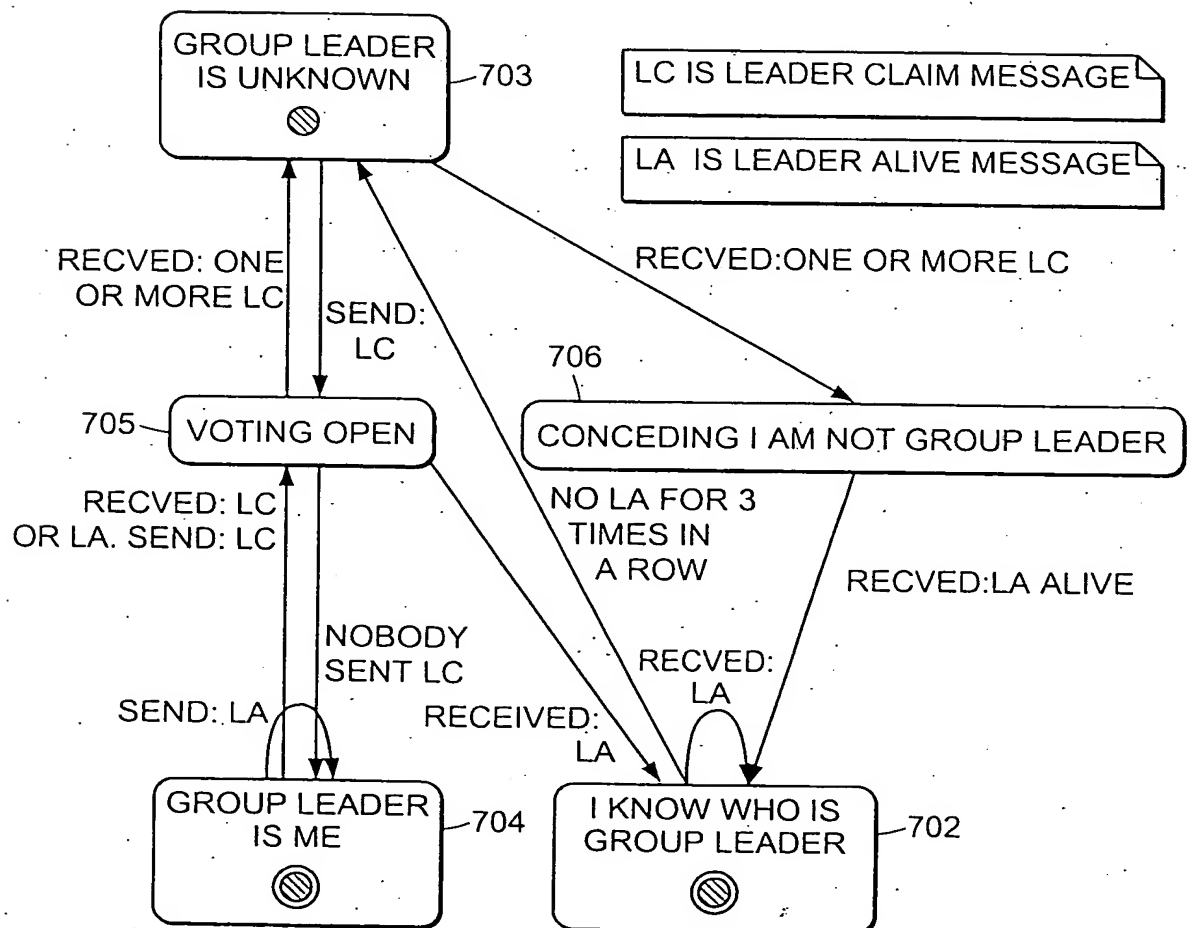 GROUP LEADER
IS UNKNOWN
703
LC IS LEADER CLAIM MESSAGE
LA IS LEADER ALIVE MESSAGE
RECVED: ONE
OR MORE LC
SEND:
LC
RECVED:ONE OR MORE LC
706
705
VOTING OPEN
CONCEDING I AM NOT GROUP LEADER
RECVED: LC
OR LA. SEND: LC
NO LA FOR 3
TIMES IN
A ROW
RECVED:LA ALIVE
NOBODY
SENT LC
RECVED:
LA
SEND: LA
RECEIVED:
LA
GROUP LEADER
IS ME
704
I KNOW WHO IS
GROUP LEADER
702